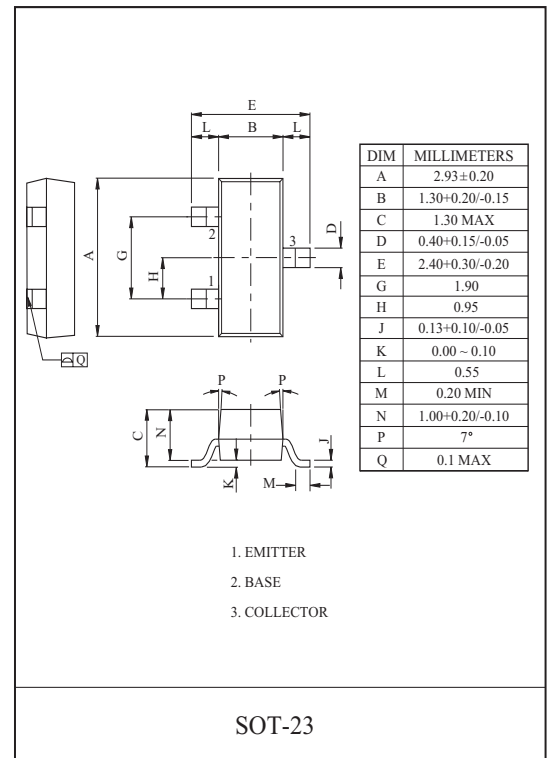 E
L B L
A
G
H
D
2
3
1
Q
P P
C
N
J
K
M
DIM MILLIMETERS
A 2.93±0.20
B 1.30+0.20/-0.15
C 1.30 MAX
D 0.40+0.15/-0.05
E 2.40+0.30/-0.20
G 1.90
H 0.95
J 0.13+0.10/-0.05
K 0.00 ~ 0.10
L 0.55
M 0.20 MIN
N 1.00+0.20/-0.10
P 7°
Q 0.1 MAX
1. EMITTER
2. BASE
3. COLLECTOR
SOT-23